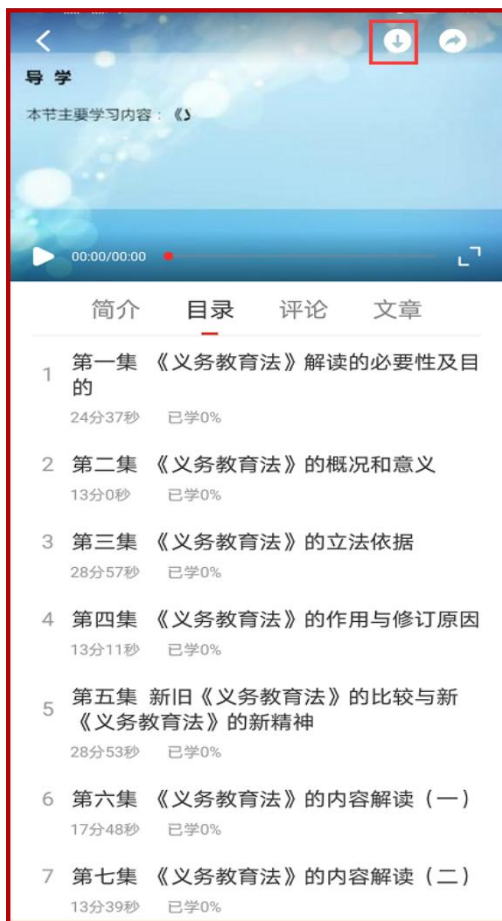 导 学
本节主要学习内容：《
00:00/00:00
简介 目录 评论 文章
1 第一集 《义务教育法》解读的必要性及目
的
24分37秒 已学0%
2 第二集 《义务教育法》的概况和意义
13分0秒 已学0%
3 第三集 《义务教育法》的立法依据
28分57秒 已学0%
4 第四集 《义务教育法》的作用与修订原因
13分11秒 已学0%
5 第五集 新旧《义务教育法》的比较与新
《义务教育法》的新精神
28分53秒 已学0%
6 第六集 《义务教育法》的内容解读（一）
17分48秒 已学0%
7 第七集 《义务教育法》的内容解读（二）
13分39秒 已学0%